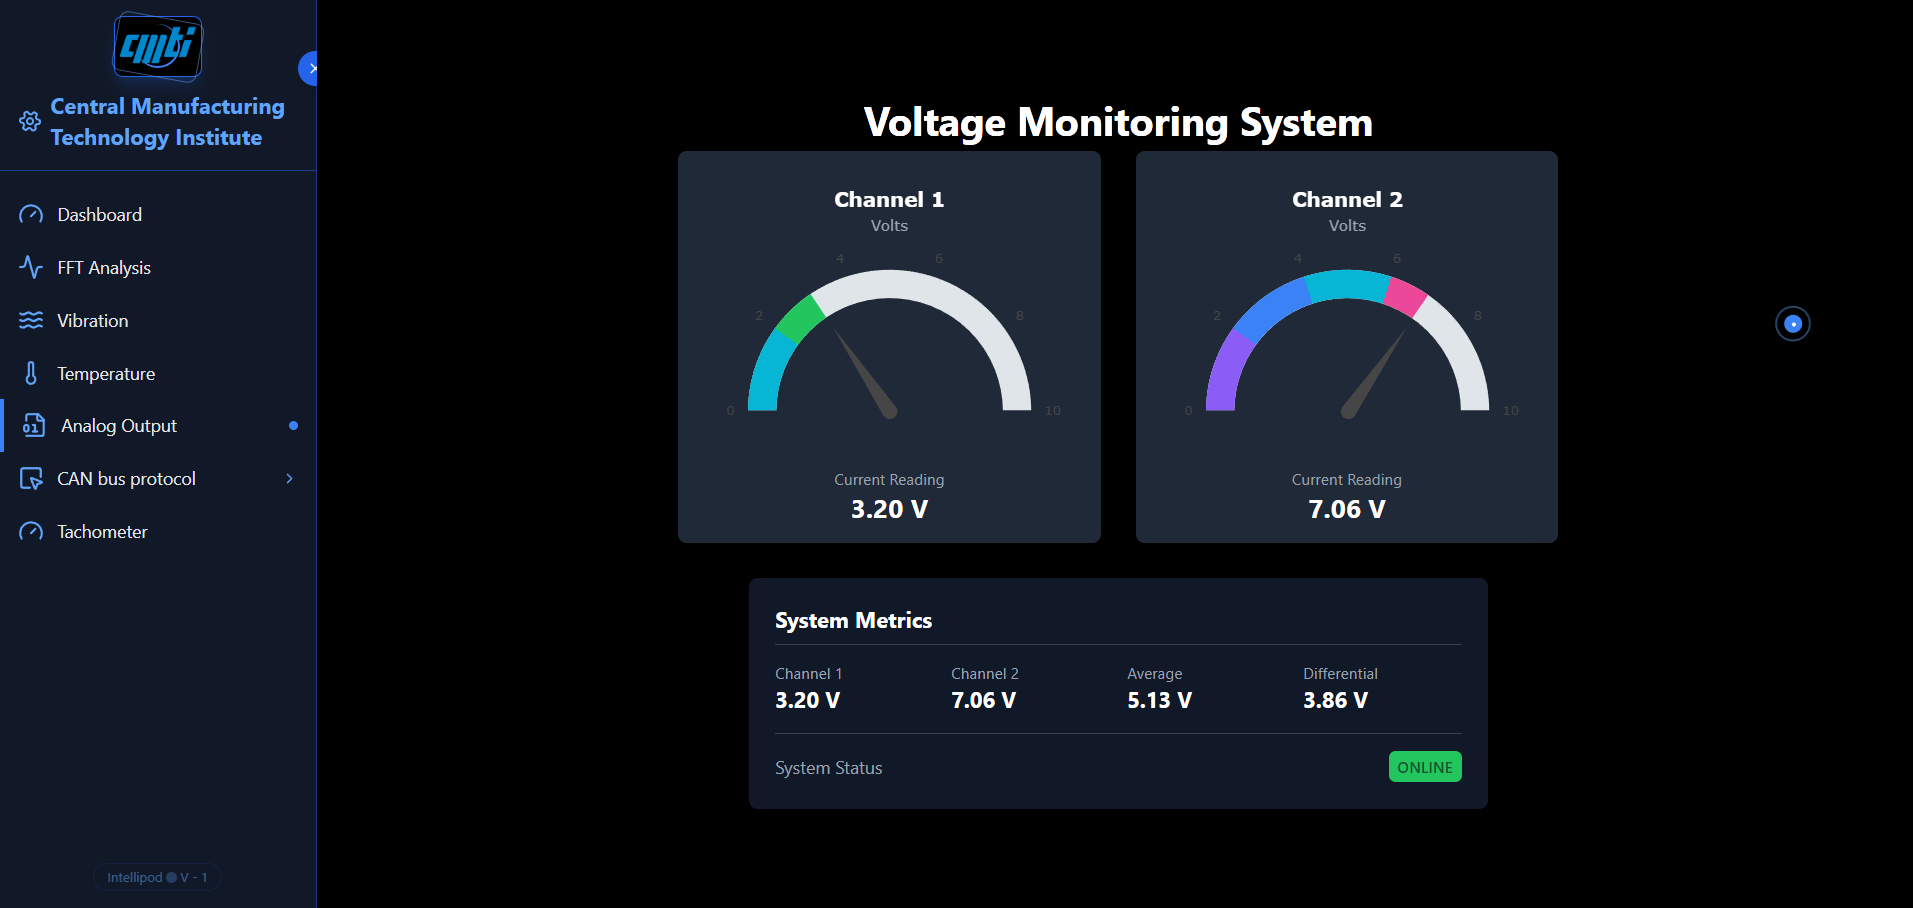 cmti
Central Manufacturing
Technology Institute
Dashboard
FFT Analysis
Vibration
Temperature
Analog Output
CAN bus protocol
Tachometer
Intellipod V - 1
Voltage Monitoring System
Channel 1
Volts
0
2
4
6
8
10
Current Reading
3.20 V
Channel 2
Volts
0
2
4
6
8
10
Current Reading
7.06 V
System Metrics
Channel 1 Channel 2 Average Differential
3.20 V 7.06 V 5.13 V 3.86 V
System Status ONLINE